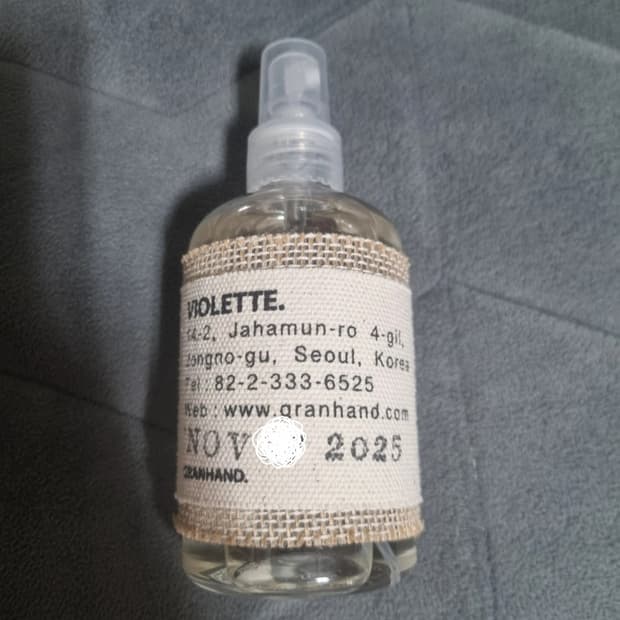 VIOLETTE.
14-2, Jahamun-ro 4-gil,
Jongno-gu, Seoul, Korea
Tel : 82-2-333-6525
Web : www.granhand.com
NOV 2025
GRANHAND.